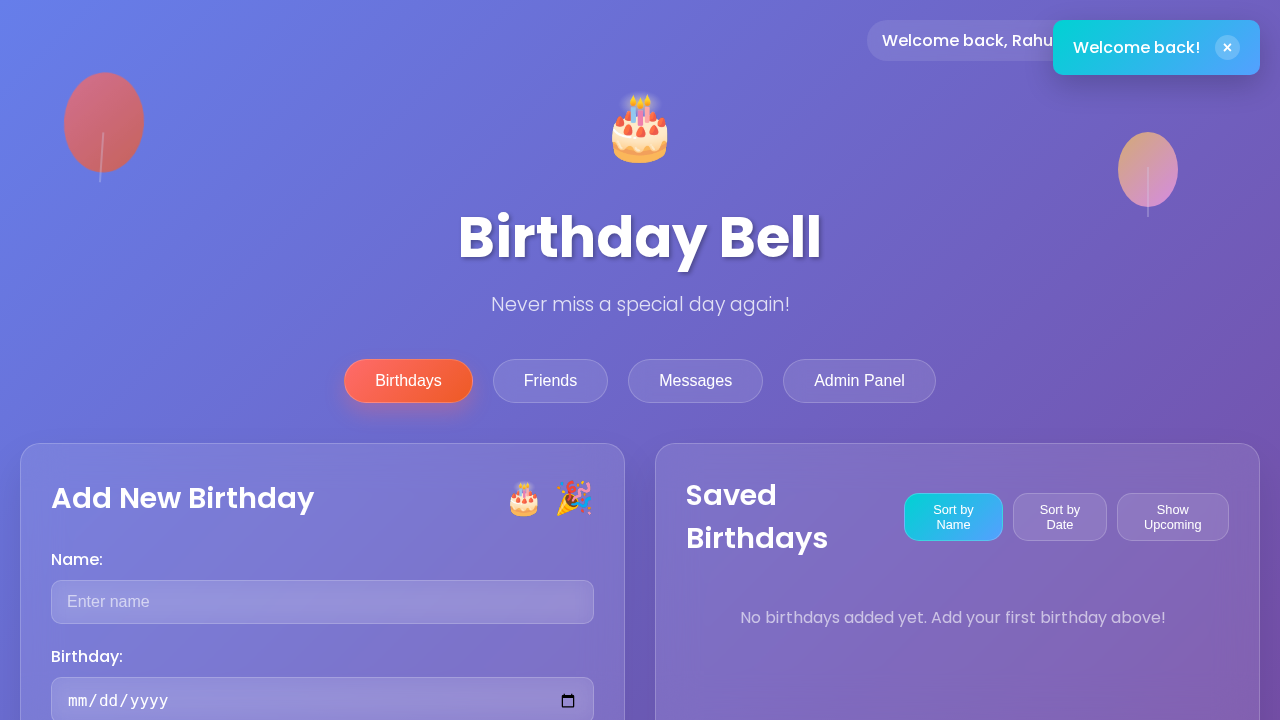 Welcome back, Rahu
Welcome back! ×
Birthday Bell
Never miss a special day again!
Birthdays
Friends
Messages
Admin Panel
Add New Birthday
Name:
Enter name
Birthday:
mm/dd/yyyy
Saved
Birthdays
Sort by
Name
Sort by
Date
Show
Upcoming
No birthdays added yet. Add your first birthday above!